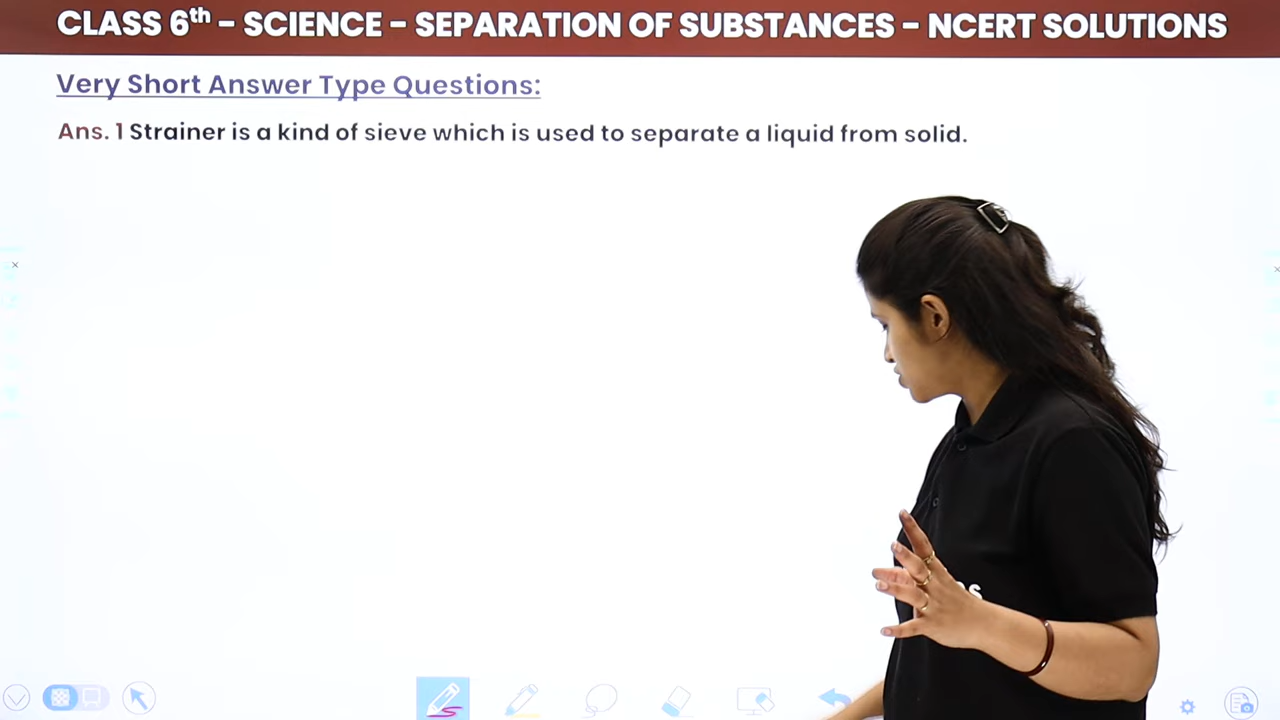 CLASS 6th – SCIENCE – SEPARATION OF SUBSTANCES – NCERT SOLUTIONS
Very Short Answer Type Questions:
Ans. 1 Strainer is a kind of sieve which is used to separate a liquid from solid.